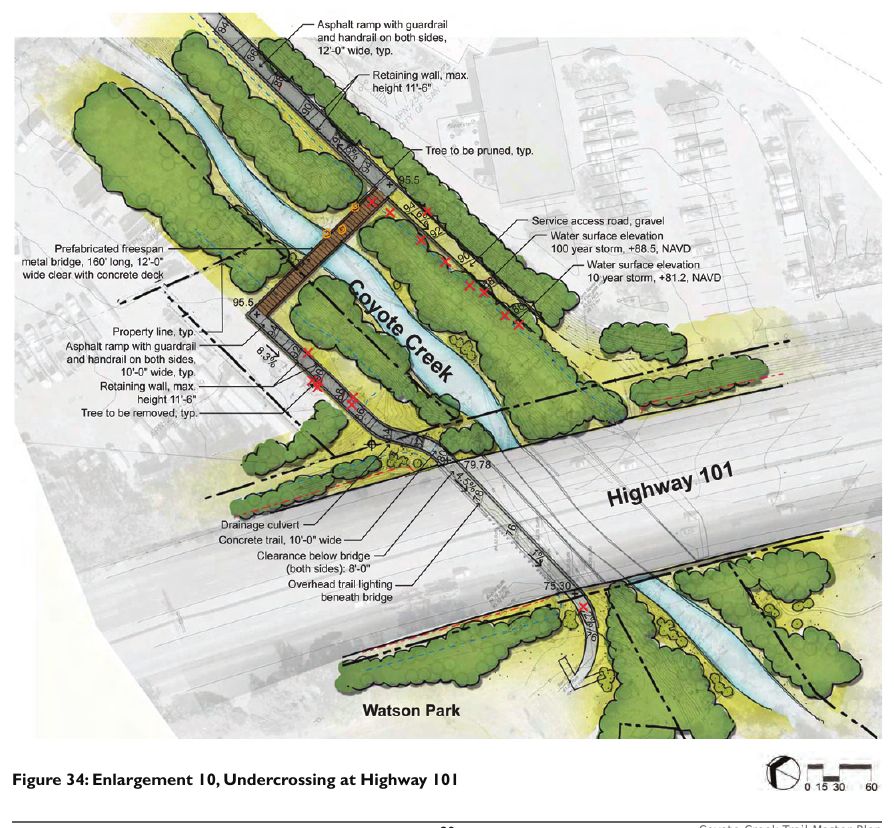 Asphalt ramp with guardrail
and handrail on both sides,
12'-0" wide, typ.
Retaining wall, max.
height 11'-6"
Tree to be pruned, typ.
95.5
Service access road, gravel
Water surface elevation
100 year storm, +88.5, NAVD
Water surface elevation
10 year storm, +81.2, NAVD
Prefabricated freespan
metal bridge, 160' long, 12'-0"
wide clear with concrete deck
95.5
Coyote Creek
Property line, typ.
Asphalt ramp with guardrail
and handrail on both sides,
10'-0" wide, typ.
8.3%
Retaining wall, max.
height 11'-6"
Tree to be removed, typ.
79.78
4.5%
Highway 101
Drainage culvert
Concrete trail, 10'-0" wide
Clearance below bridge
(both sides): 8'-0"
Overhead trail lighting
beneath bridge
76
1%
75.30
Watson Park
Figure 34: Enlargement 10, Undercrossing at Highway 101
0 15 30 60